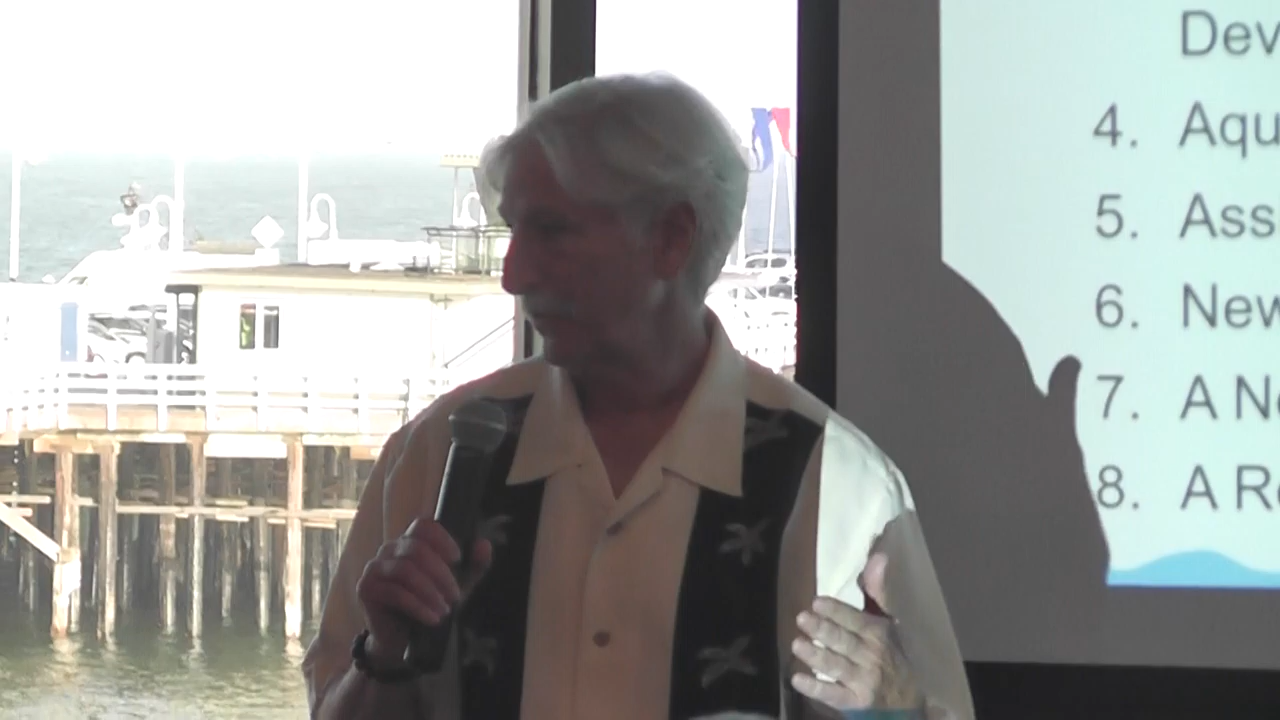 Dev
4. Aqu
5. Ass
6. New
7. A N
8. A R